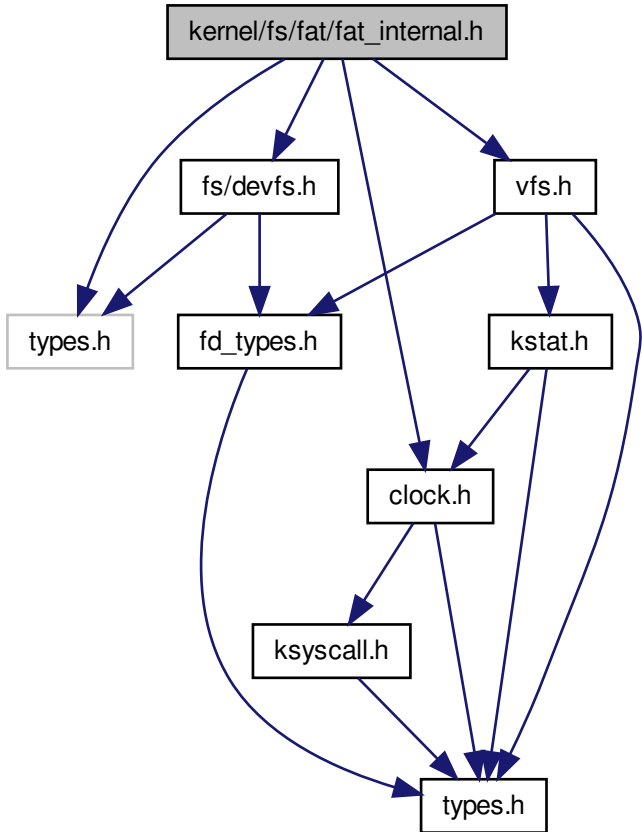 kernel/fs/fat/fat_internal.h
fs/devfs.h
vfs.h
types.h
fd_types.h
kstat.h
clock.h
ksyscall.h
types.h